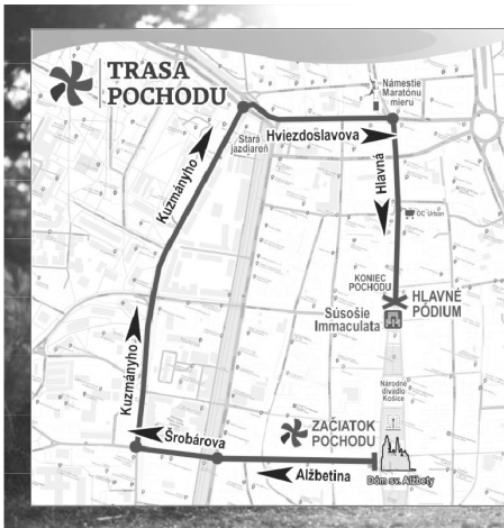 TRASA
POCHODU
Námestie
Maratónu
mieru
Hviezdoslavova
Stará
jazdiareň
Kuzmányho
Hlavná
OC Urban
KONIEC
POCHODU
HLAVNÉ
PÓDIUM
Súsošie
Immaculata
Kuzmányho
Národné
divadlo
Košice
ZAČIATOK
POCHODU
Šrobárova
Alžbetina
Dóm sv. Alžbety